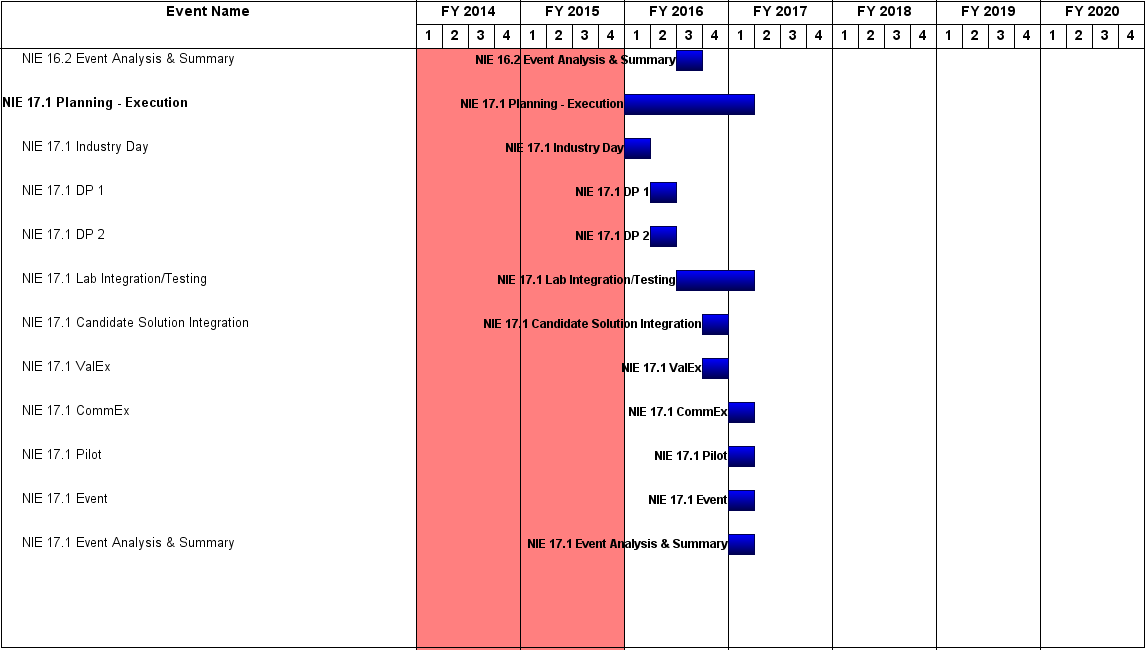 Event Name FY 2014 FY 2015 FY 2016 FY 2017 FY 2018 FY 2019 FY 2020
1 2 3 4 1 2 3 4 1 2 3 4 1 2 3 4 1 2 3 4 1 2 3 4 1 2 3 4
NIE 16.2 Event Analysis & Summary NIE 16.2 Event Analysis & Summary
NIE 17.1 Planning - Execution NIE 17.1 Planning - Execution
NIE 17.1 Industry Day NIE 17.1 Industry Day
NIE 17.1 DP 1 NIE 17.1 DP 1
NIE 17.1 DP 2 NIE 17.1 DP 2
NIE 17.1 Lab Integration/Testing NIE 17.1 Lab Integration/Testing
NIE 17.1 Candidate Solution Integration NIE 17.1 Candidate Solution Integration
NIE 17.1 ValEx NIE 17.1 ValEx
NIE 17.1 CommEx NIE 17.1 CommEx
NIE 17.1 Pilot NIE 17.1 Pilot
NIE 17.1 Event NIE 17.1 Event
NIE 17.1 Event Analysis & Summary NIE 17.1 Event Analysis & Summary